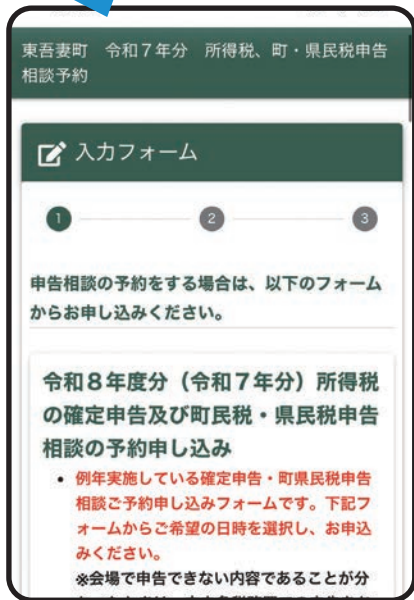 東吾妻町　令和７年分　所得税、町・県民税申告
相談予約
入力フォーム
1 2 3
申告相談の予約をする場合は、以下のフォーム
からお申し込みください。
令和８年度分（令和７年分）所得税
の確定申告及び町民税・県民税申告
相談の予約申し込み
• 例年実施している確定申告・町県民税申告
相談ご予約申し込みフォームです。下記フ
ォームからご希望の日時を選択し、お申込
みください。
※会場で申告できない内容であることが分